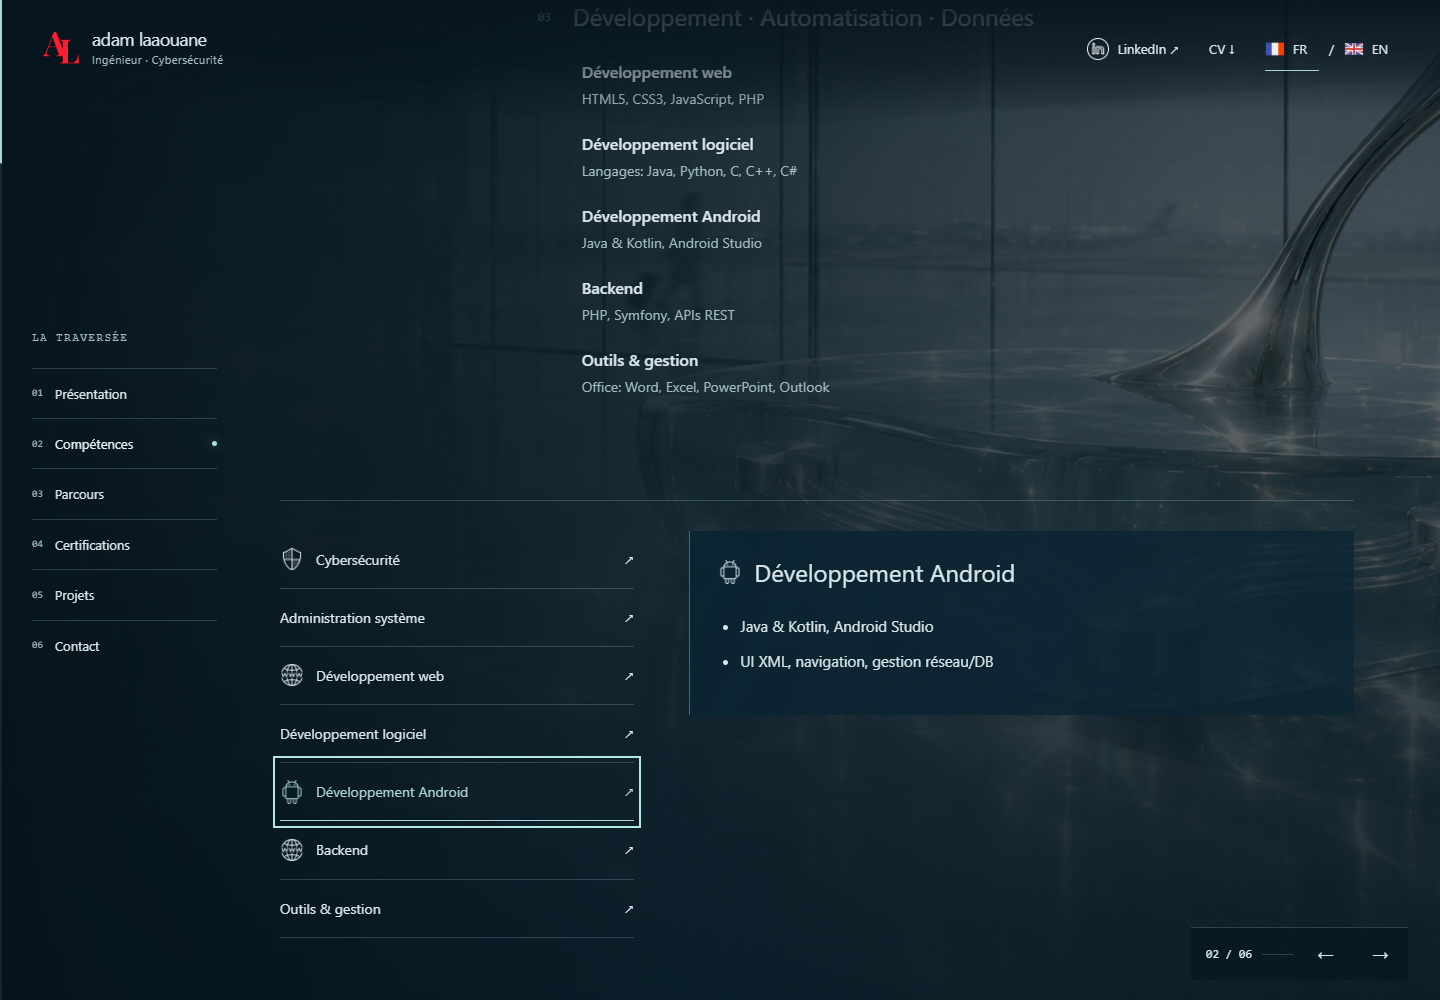 03 Développement · Automatisation · Données
AL
adam laaouane
Ingénieur · Cybersécurité
in LinkedIn ↗
CV ↓
FR / EN
Développement web
HTML5, CSS3, JavaScript, PHP
Développement logiciel
Langages: Java, Python, C, C++, C#
Développement Android
Java & Kotlin, Android Studio
Backend
PHP, Symfony, APIs REST
Outils & gestion
Office: Word, Excel, PowerPoint, Outlook
LA TRAVERSÉE
01 Présentation
02 Compétences
03 Parcours
04 Certifications
05 Projets
06 Contact
Cybersécurité ↗
Administration système ↗
Développement web ↗
Développement logiciel ↗
Développement Android ↗
Backend ↗
Outils & gestion ↗
Développement Android
• Java & Kotlin, Android Studio
• UI XML, navigation, gestion réseau/DB
02 / 06 ← →